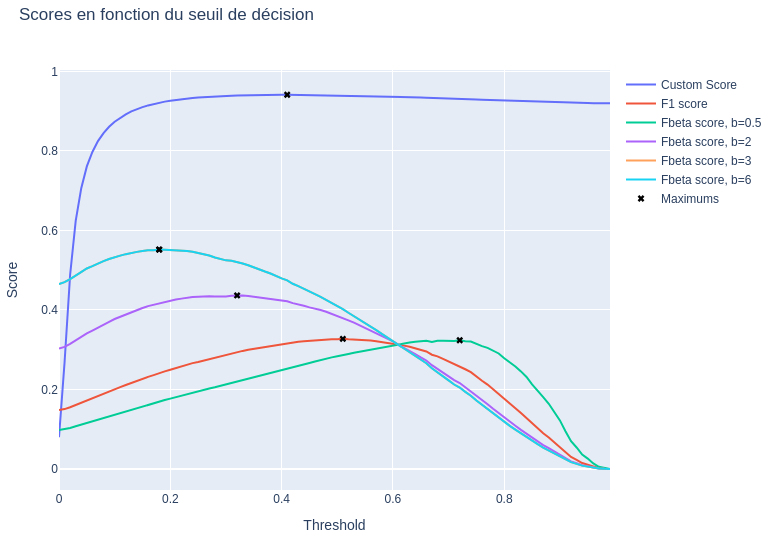 Scores en fonction du seuil de décision
1
0.8
0.6
0.4
0.2
0
Score
0
0.2
0.4
0.6
0.8
Threshold
Custom Score
F1 score
Fbeta score, b=0.5
Fbeta score, b=2
Fbeta score, b=3
Fbeta score, b=6
Maximums